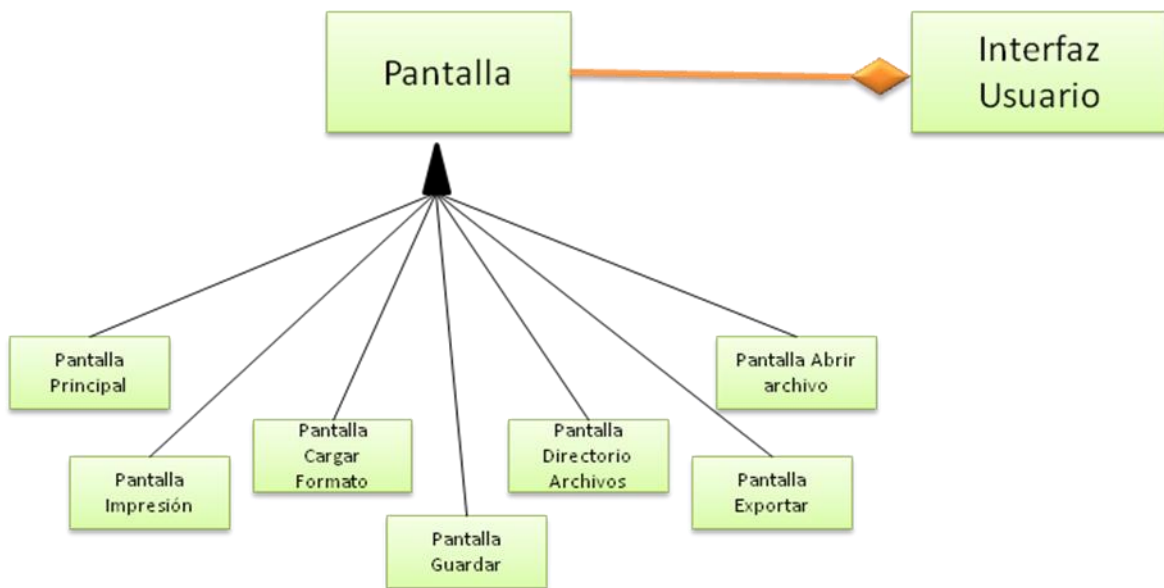 Pantalla
Interfaz
Usuario
Pantalla
Principal
Pantalla Abrir
archivo
Pantalla
Cargar
Formato
Pantalla
Directorio
Archivos
Pantalla
Impresión
Pantalla
Exportar
Pantalla
Guardar